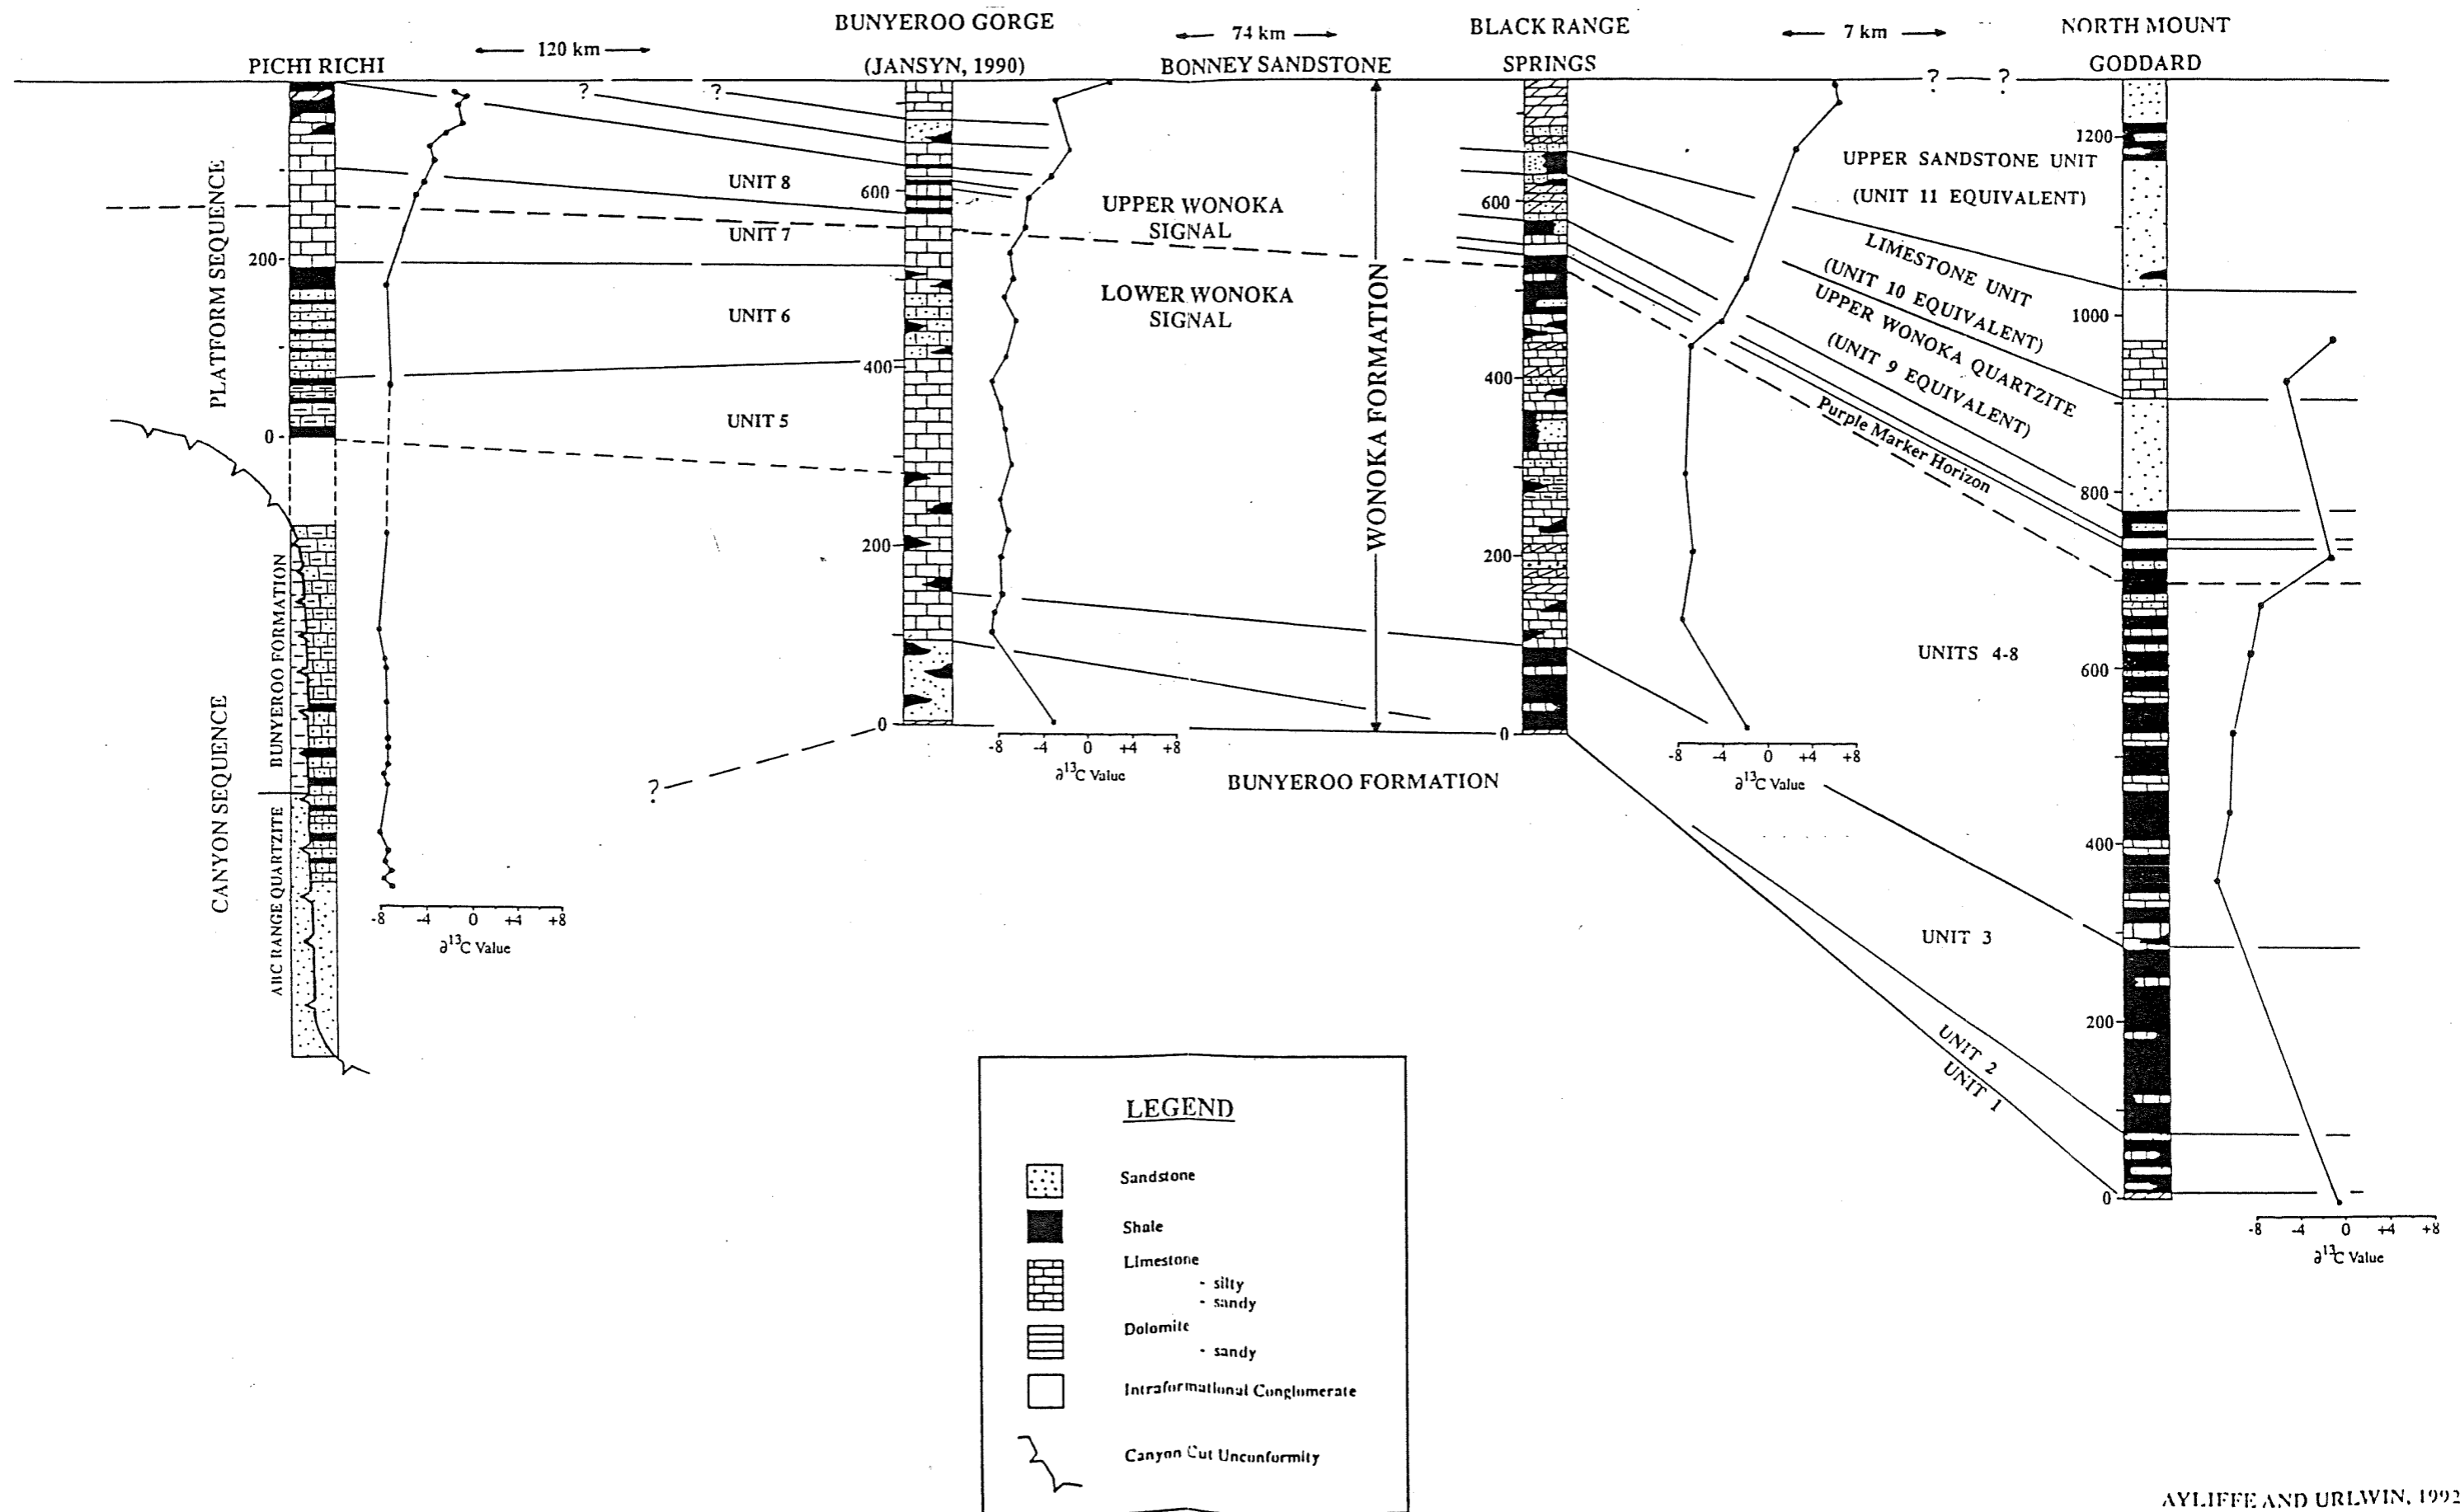 BUNYEROO GORGE
BLACK RANGE
NORTH MOUNT
120 km
74 km
7 km
PICHI RICHI
(JANSYN, 1990)
BONNEY SANDSTONE
SPRINGS
GODDARD
? ?
? ?
PLATFORM SEQUENCE
CANYON SEQUENCE
BUNYEROO FORMATION
ABC RANGE QUARTZITE
200
0
UNIT 8
UNIT 7
UNIT 6
UNIT 5
?
-8 -4 0 +4 +8
∂13C Value
600
400
200
0
UPPER WONOKA
SIGNAL
LOWER WONOKA
SIGNAL
-8 -4 0 +4 +8
∂13C Value
WONOKA FORMATION
BUNYEROO FORMATION
600
400
200
0
-8 -4 0 +4 +8
∂13C Value
UPPER SANDSTONE UNIT
(UNIT 11 EQUIVALENT)
LIMESTONE UNIT
(UNIT 10 EQUIVALENT)
UPPER WONOKA QUARTZITE
(UNIT 9 EQUIVALENT)
Purple Marker Horizon
UNITS 4-8
UNIT 3
UNIT 2
UNIT 1
1200
1000
800
600
400
200
0
-8 -4 0 +4 +8
∂13C Value
LEGEND
Sandstone
Shale
Limestone
- silty
- sandy
Dolomite
- sandy
Intraformational Conglomerate
Canyon Cut Unconformity
AYLIFFE AND URLWIN, 1992